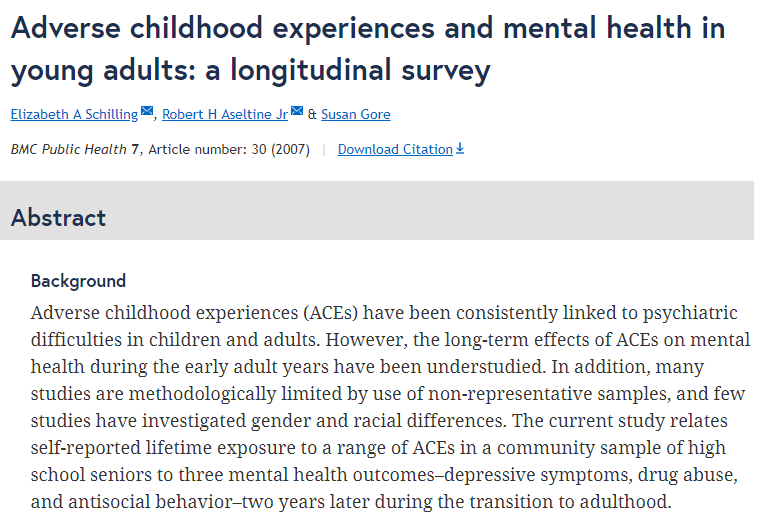 Adverse childhood experiences and mental health in
young adults: a longitudinal survey
Elizabeth A Schilling, Robert H Aseltine Jr & Susan Gore
BMC Public Health 7, Article number: 30 (2007) | Download Citation
Abstract
Background
Adverse childhood experiences (ACEs) have been consistently linked to psychiatric
difficulties in children and adults. However, the long-term effects of ACEs on mental
health during the early adult years have been understudied. In addition, many
studies are methodologically limited by use of non-representative samples, and few
studies have investigated gender and racial differences. The current study relates
self-reported lifetime exposure to a range of ACEs in a community sample of high
school seniors to three mental health outcomes–depressive symptoms, drug abuse,
and antisocial behavior–two years later during the transition to adulthood.